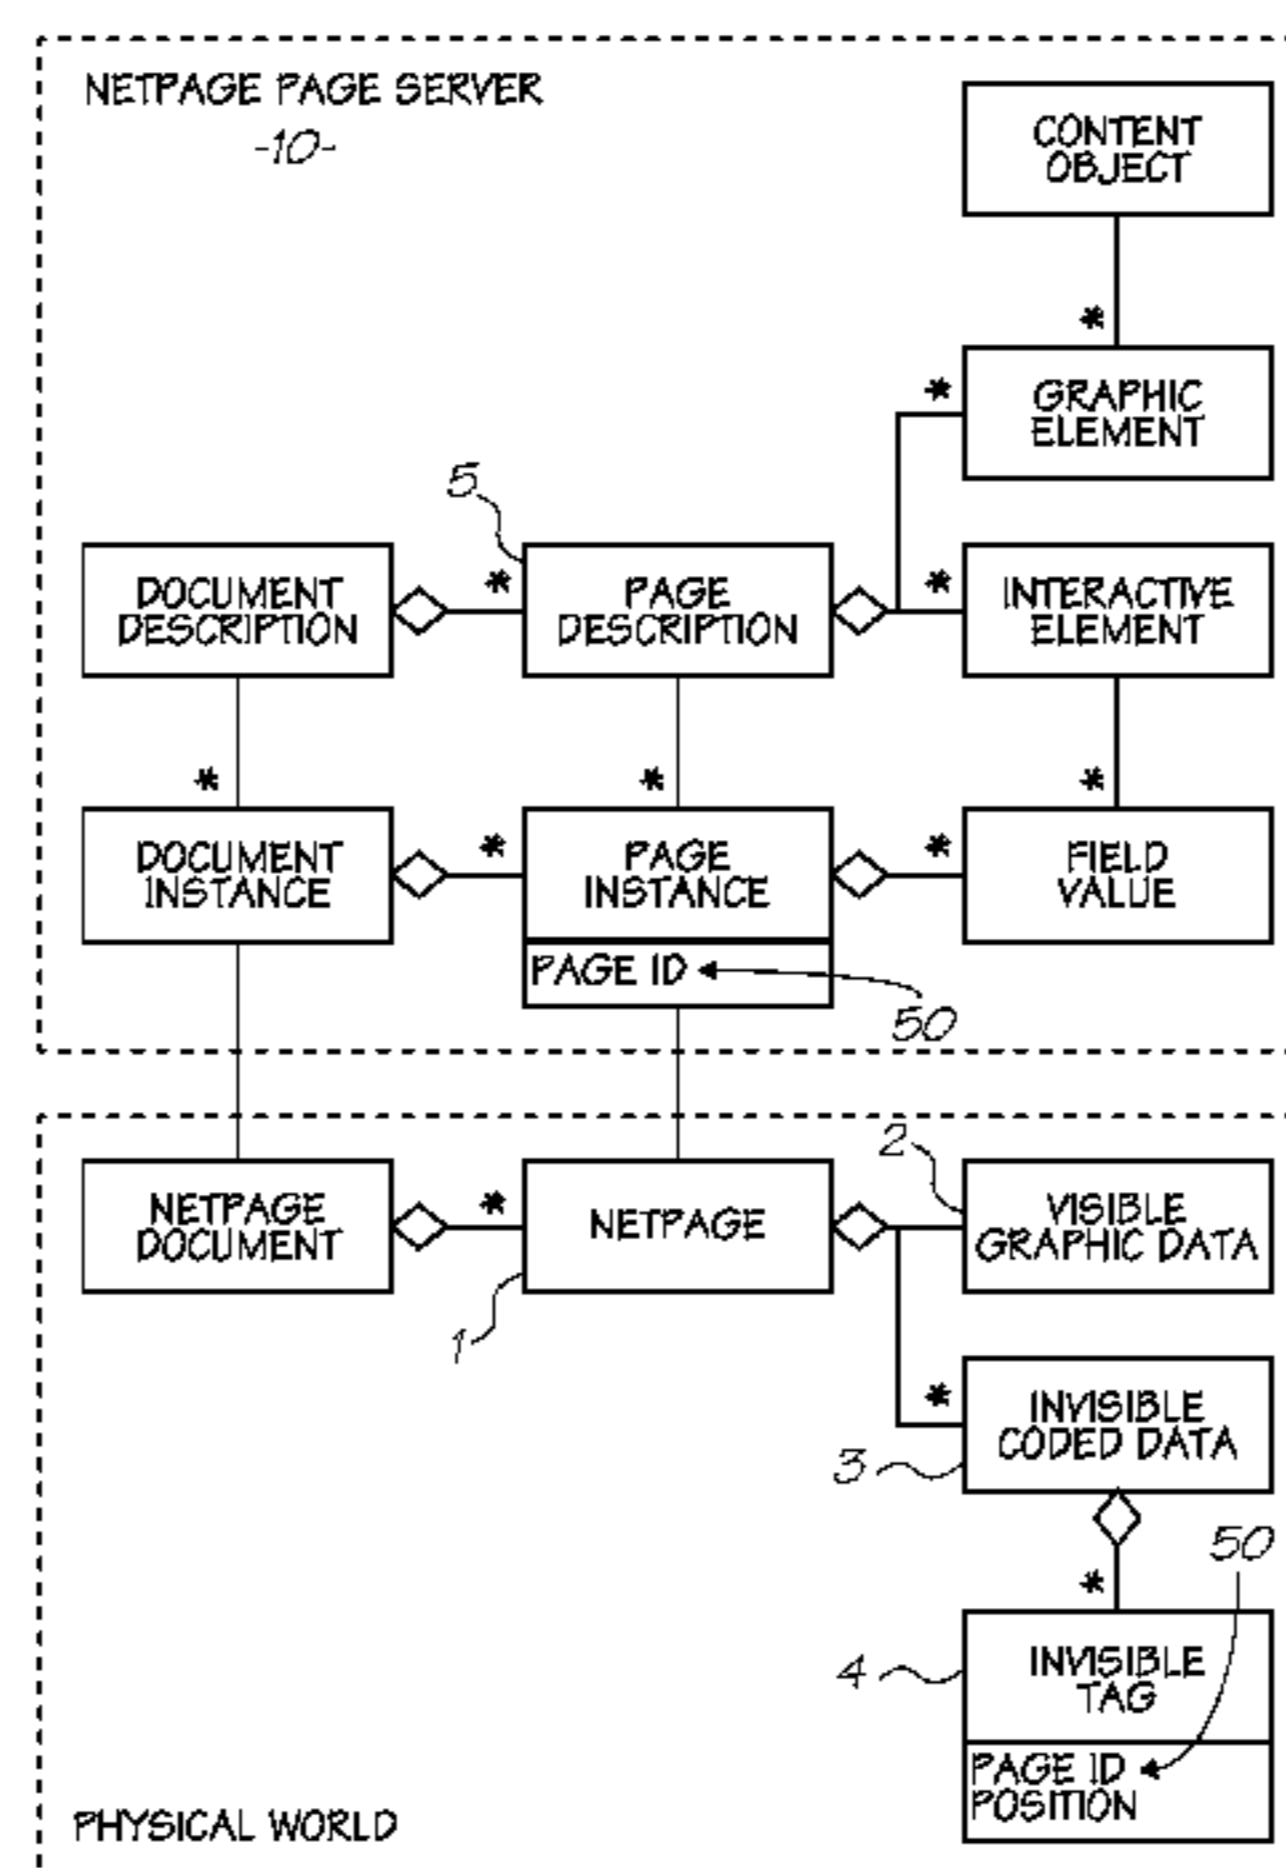 NETPAGE PAGE SERVER
-10-
CONTENT
OBJECT
*
*
GRAPHIC
ELEMENT
5
DOCUMENT
DESCRIPTION
*
PAGE
DESCRIPTION
*
INTERACTIVE
ELEMENT
*
*
*
DOCUMENT
INSTANCE
*
PAGE
INSTANCE
*
FIELD
VALUE
PAGE ID
50
NETPAGE
DOCUMENT
*
NETPAGE
1
2
VISIBLE
GRAPHIC DATA
*
INVISIBLE
CODED DATA
3
*
50
4
INVISIBLE
TAG
PAGE ID
POSITION
PHYSICAL WORLD